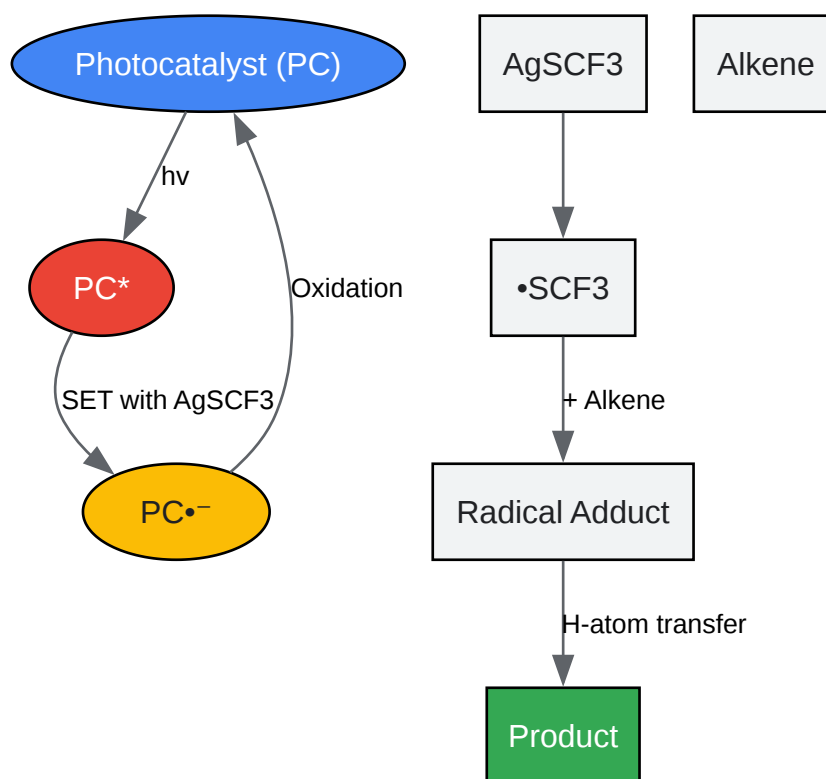 Photocatalyst (PC)
AgSCF3
Alkene
hv
PC*
•SCF3
Oxidation
SET with AgSCF3
+ Alkene
PC•⁻
Radical Adduct
H-atom transfer
Product